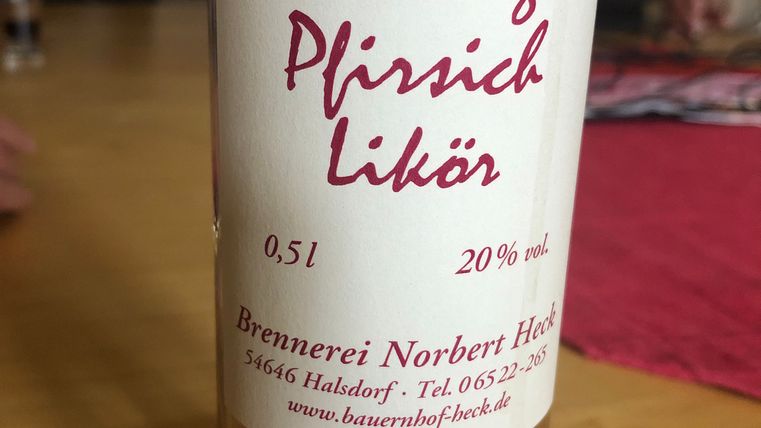 Pfirsich
Likör
0,5 l
20% vol.
Brennerei Norbert Heck
54646 Halsdorf · Tel. 06522-265
www.bauernhof-heck.de